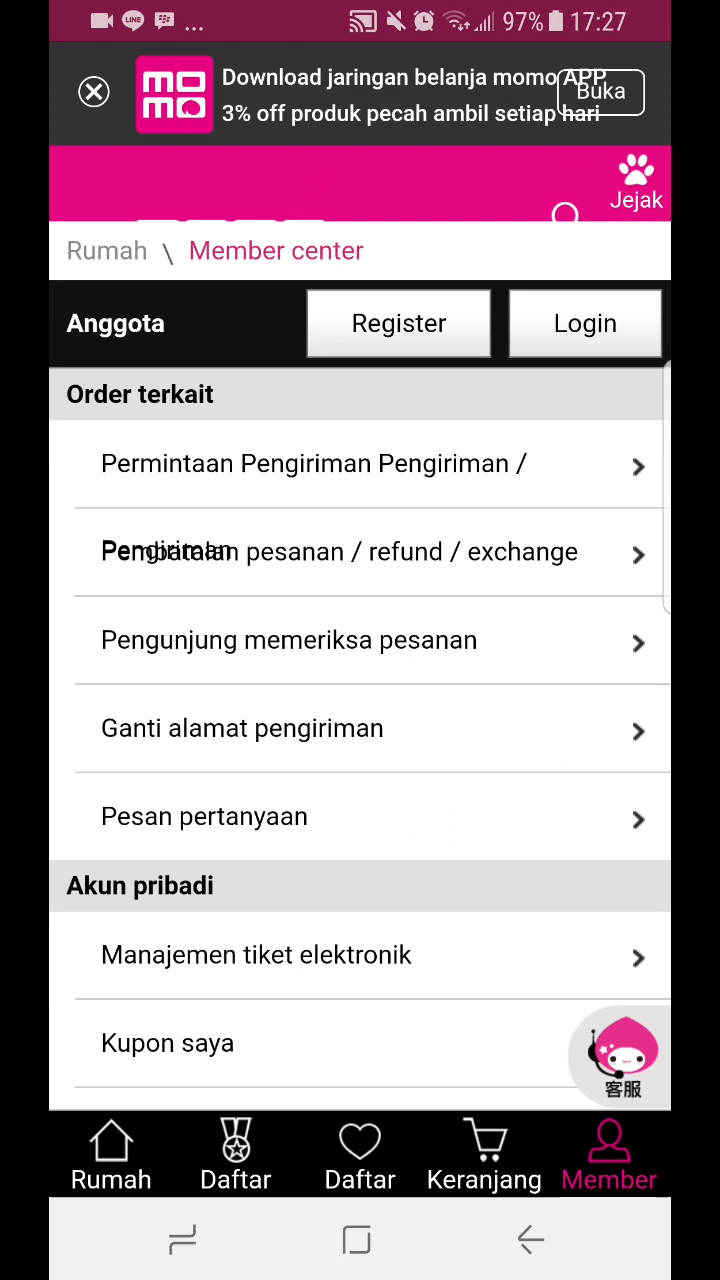 LINE
... 97% 17:27
momo
Download jaringan belanja momo APP
3% off produk pecah ambil setiap hari
Buka
Jejak
Rumah \ Member center
Anggota Register Login
Order terkait
Permintaan Pengiriman Pengiriman /
Pengiriman
Pembatalan pesanan / refund / exchange
Pengunjung memeriksa pesanan
Ganti alamat pengiriman
Pesan pertanyaan
Akun pribadi
Manajemen tiket elektronik
Kupon saya
客服
Rumah Daftar Daftar Keranjang Member